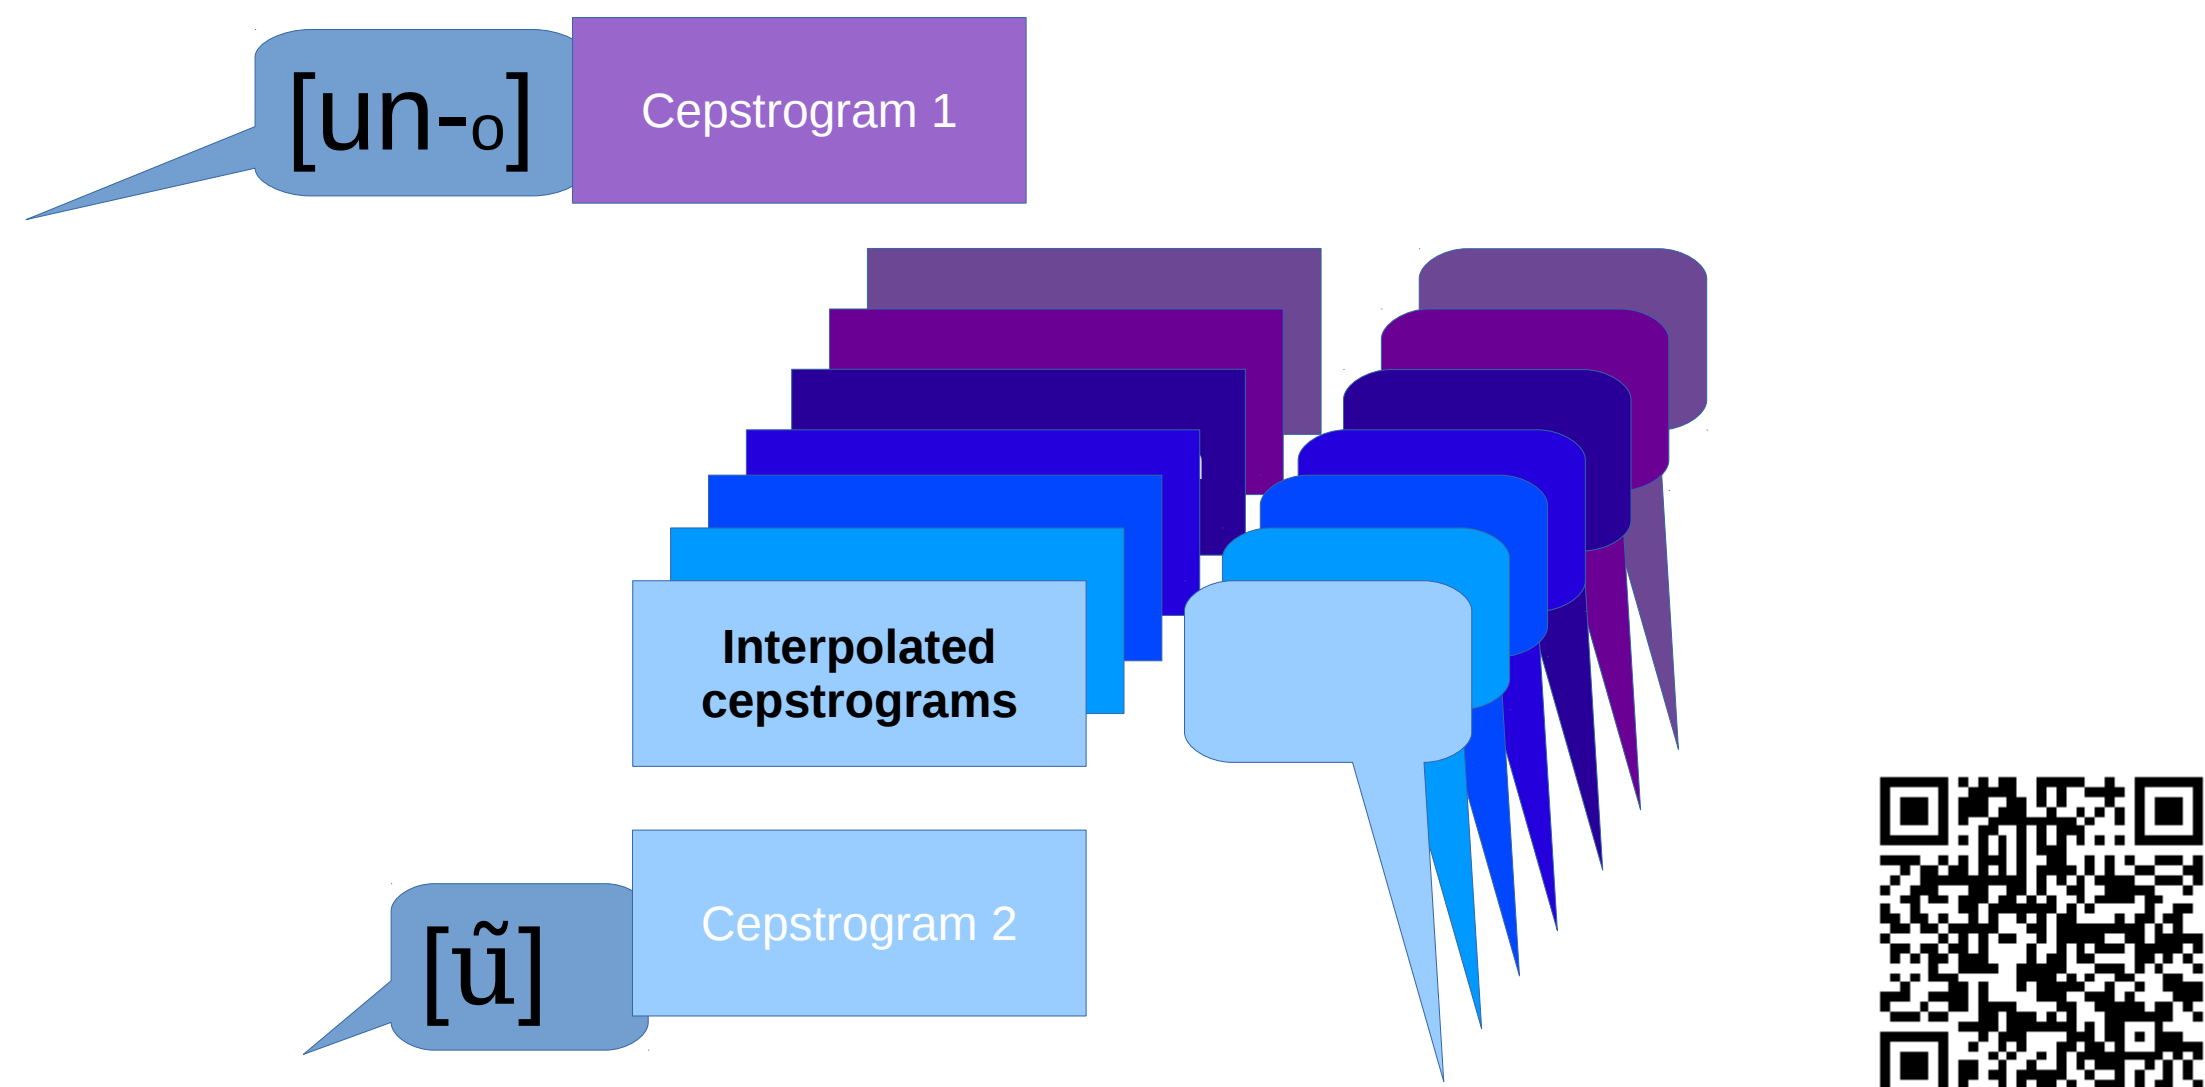 [un-o]
Cepstrogram 1
Interpolated
cepstrograms
Cepstrogram 2
[ũ]